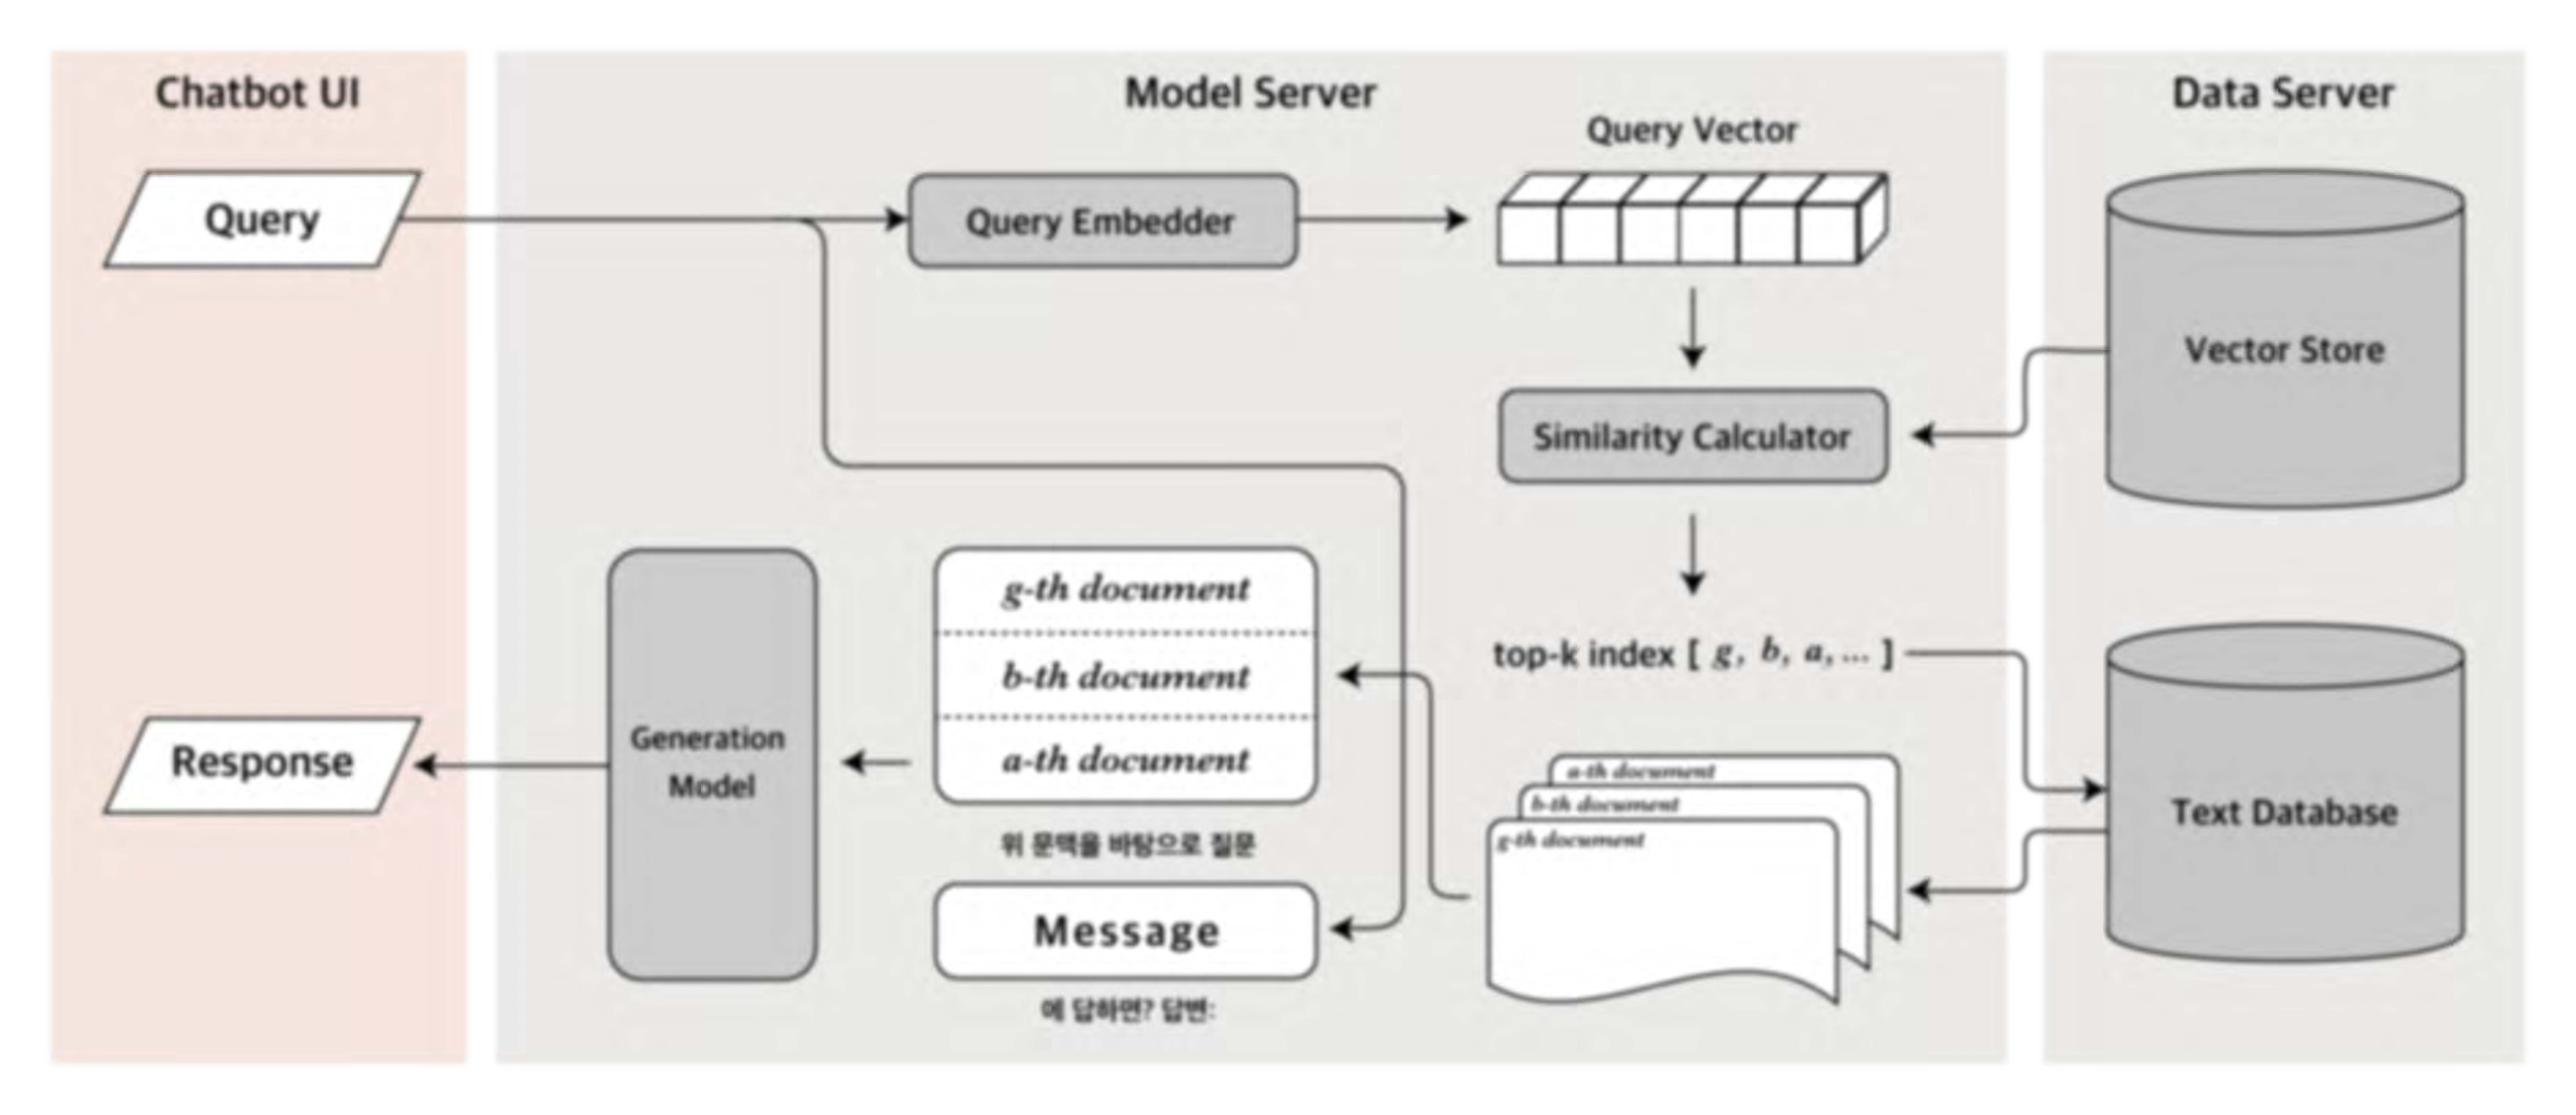 Chatbot UI
Model Server
Data Server
Query Vector
Query
Query Embedder
Vector Store
Similarity Calculator
g-th document
b-th document
a-th document
top-k index [ g, b, a, ... ]
Generation
Model
Response
a-th document
b-th document
g-th document
Text Database
위 문맥을 바탕으로 질문
Message
에 답하면? 답변: